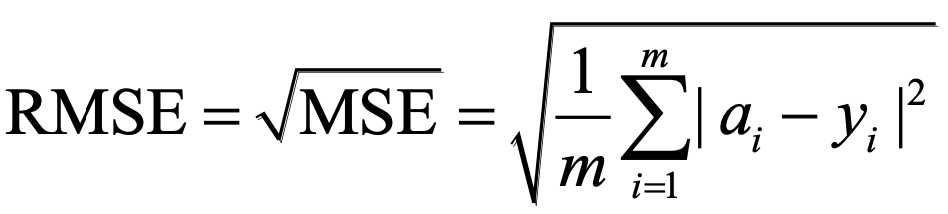 RMSE = √MSE = √(1/m ∑_{i=1}^{m} | a_i − y_i |^2)